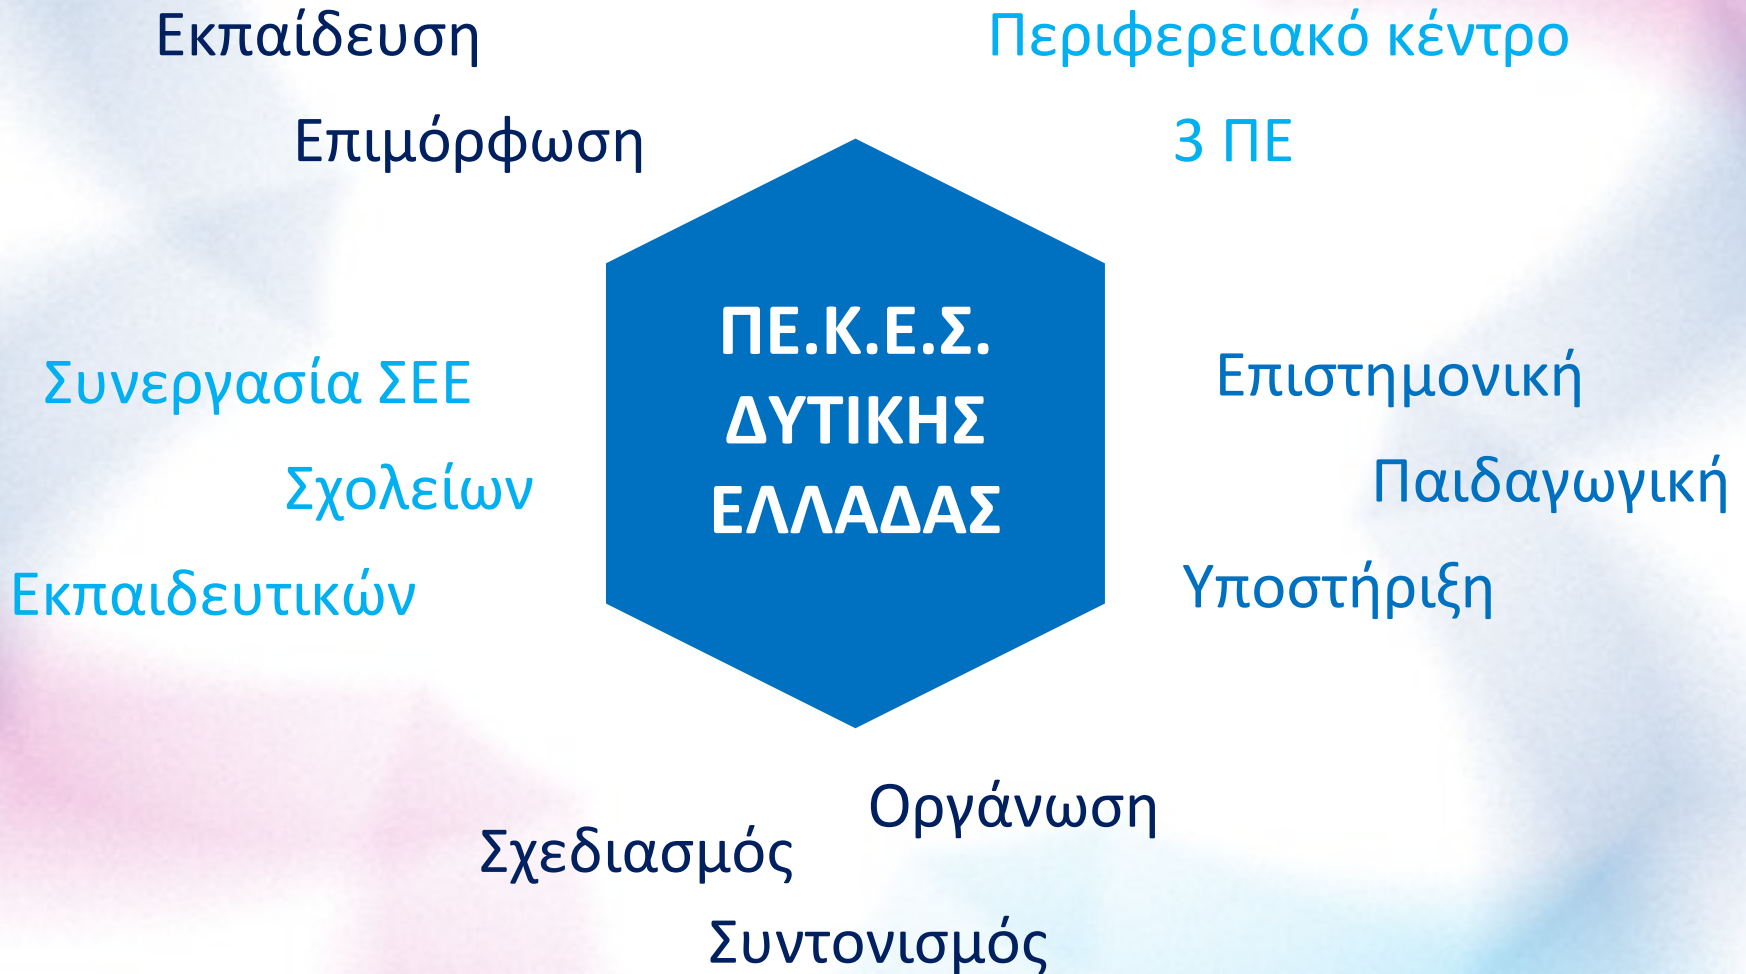 Εκπαίδευση
Επιμόρφωση
Περιφερειακό κέντρο
3 ΠΕ
Συνεργασία ΣΕΕ
Σχολείων
Εκπαιδευτικών
ΠΕ.Κ.Ε.Σ.
ΔΥΤΙΚΗΣ
ΕΛΛΑΔΑΣ
Επιστημονική
Παιδαγωγική
Υποστήριξη
Οργάνωση
Σχεδιασμός
Συντονισμός